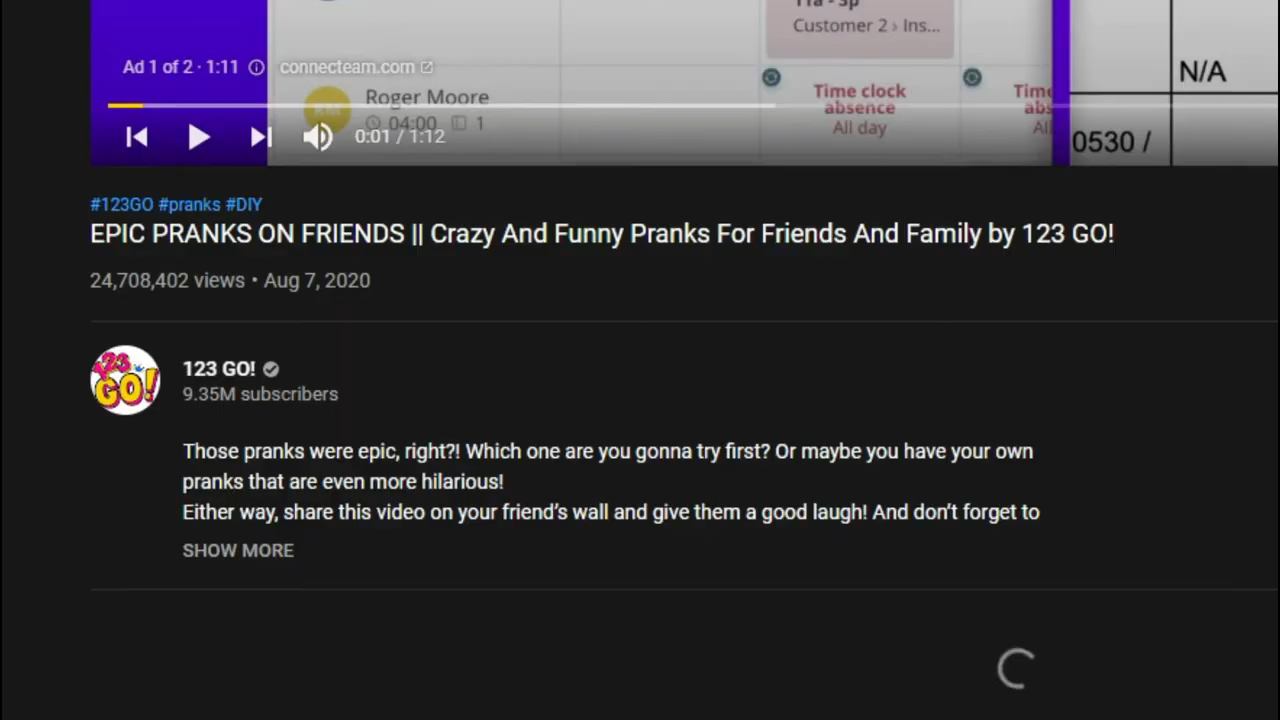 11a - 3p
Customer 2 › Ins...
Ad 1 of 2 · 1:11
connecteam.com
N/A
Roger Moore
04:00 1
Time clock
absence
All day
0530 /
0:01 / 1:12
#123GO #pranks #DIY
EPIC PRANKS ON FRIENDS || Crazy And Funny Pranks For Friends And Family by 123 GO!
24,708,402 views • Aug 7, 2020
123 GO!
123 GO!
9.35M subscribers
Those pranks were epic, right?! Which one are you gonna try first? Or maybe you have your own
pranks that are even more hilarious!
Either way, share this video on your friend's wall and give them a good laugh! And don't forget to
SHOW MORE